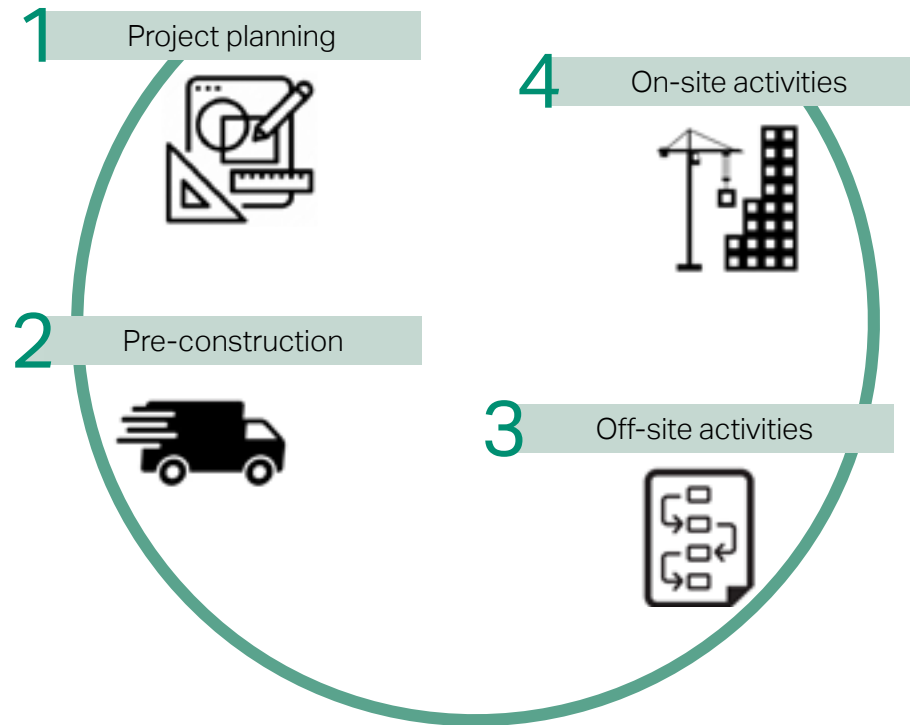 1 Project planning
2 Pre-construction
3 Off-site activities
4 On-site activities